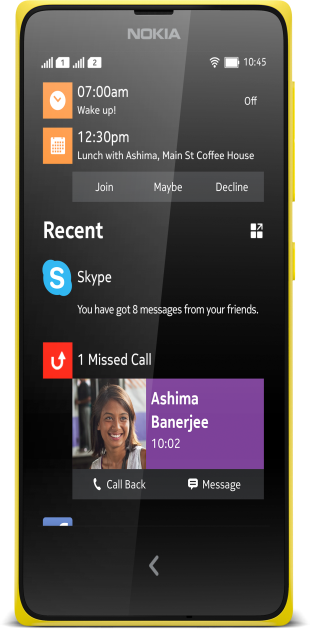 NOKIA
1 2 10:45
07:00am
Wake up! Off
12:30pm
Lunch with Ashima, Main St Coffee House
Join Maybe Decline
Recent
Skype
You have got 8 messages from your friends.
1 Missed Call
Ashima
Banerjee
10:02
Call Back Message